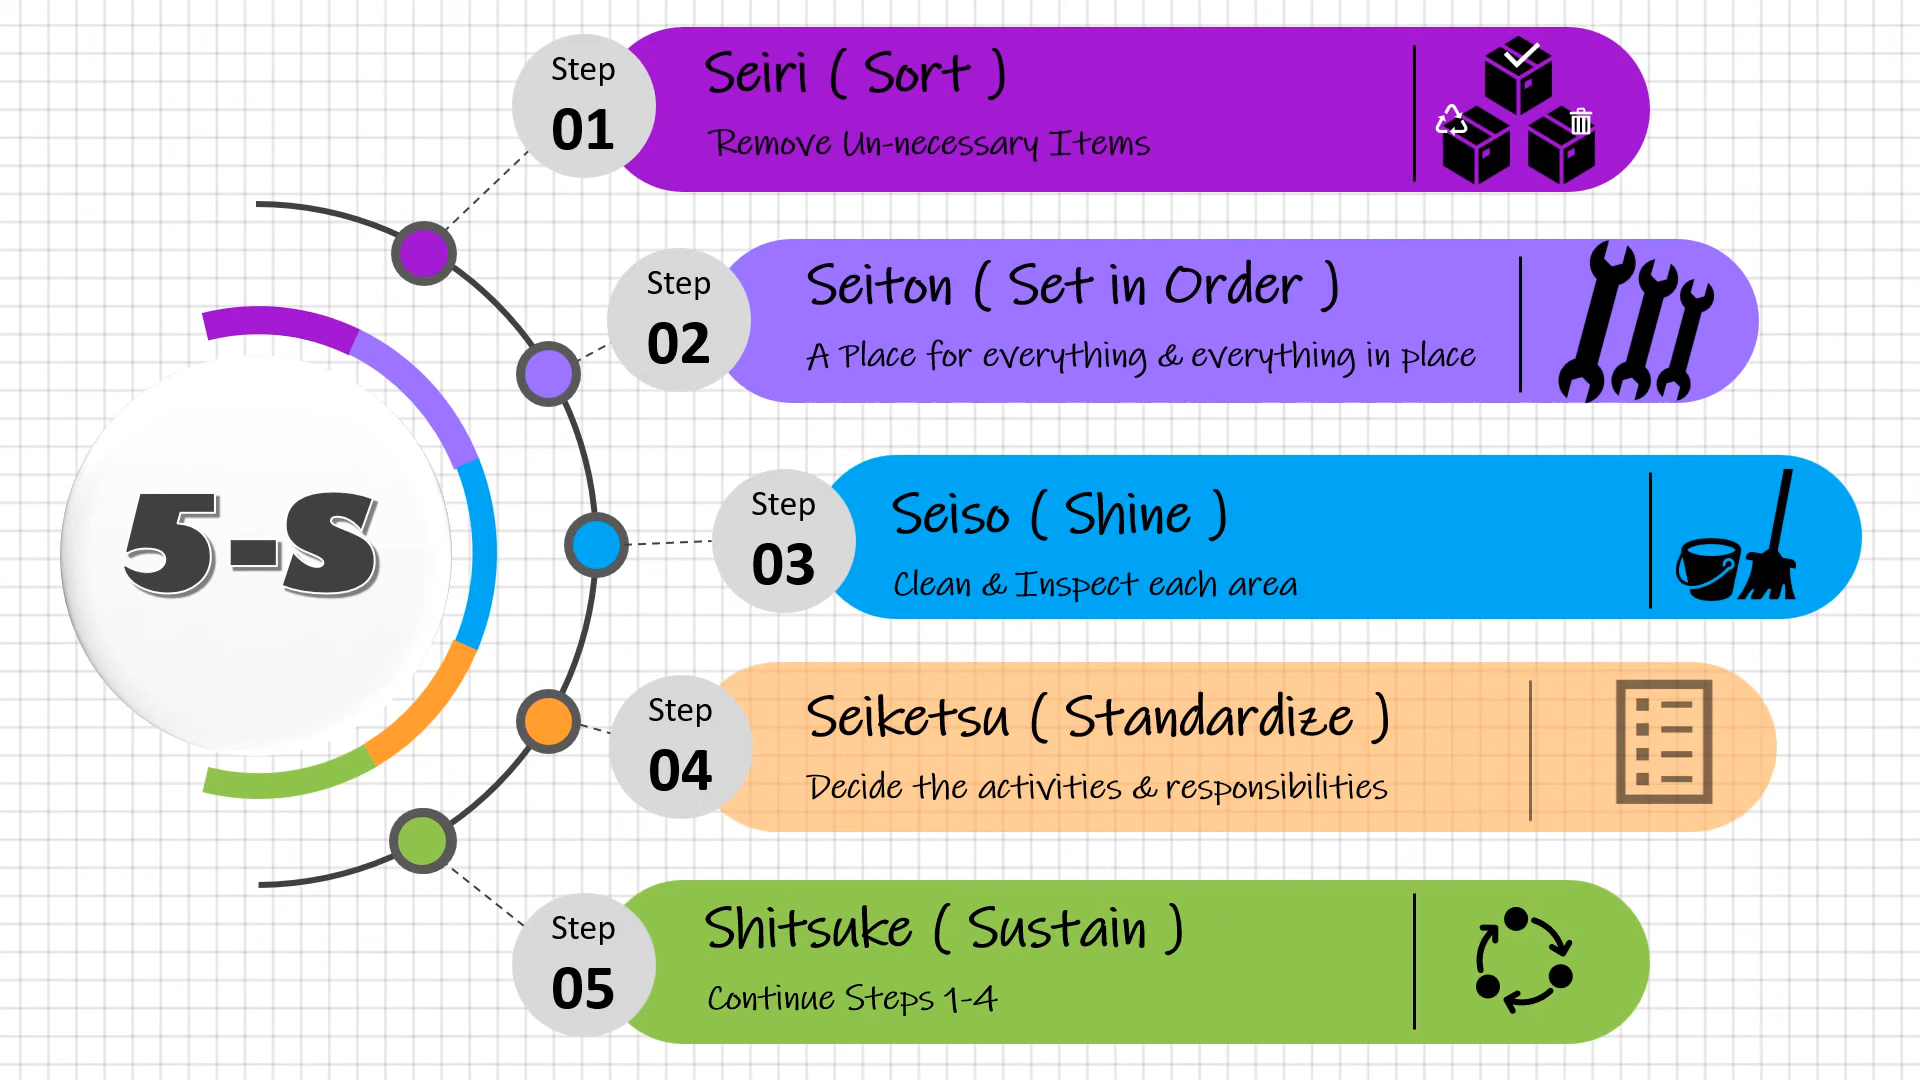 5-S
Step
01
Seiri ( Sort )
Remove Un-necessary Items
Step
02
Seiton ( Set in Order )
A Place for everything & everything in place
Step
03
Seiso ( Shine )
Clean & Inspect each area
Step
04
Seiketsu ( Standardize )
Decide the activities & responsibilities
Step
05
Shitsuke ( Sustain )
Continue Steps 1-4